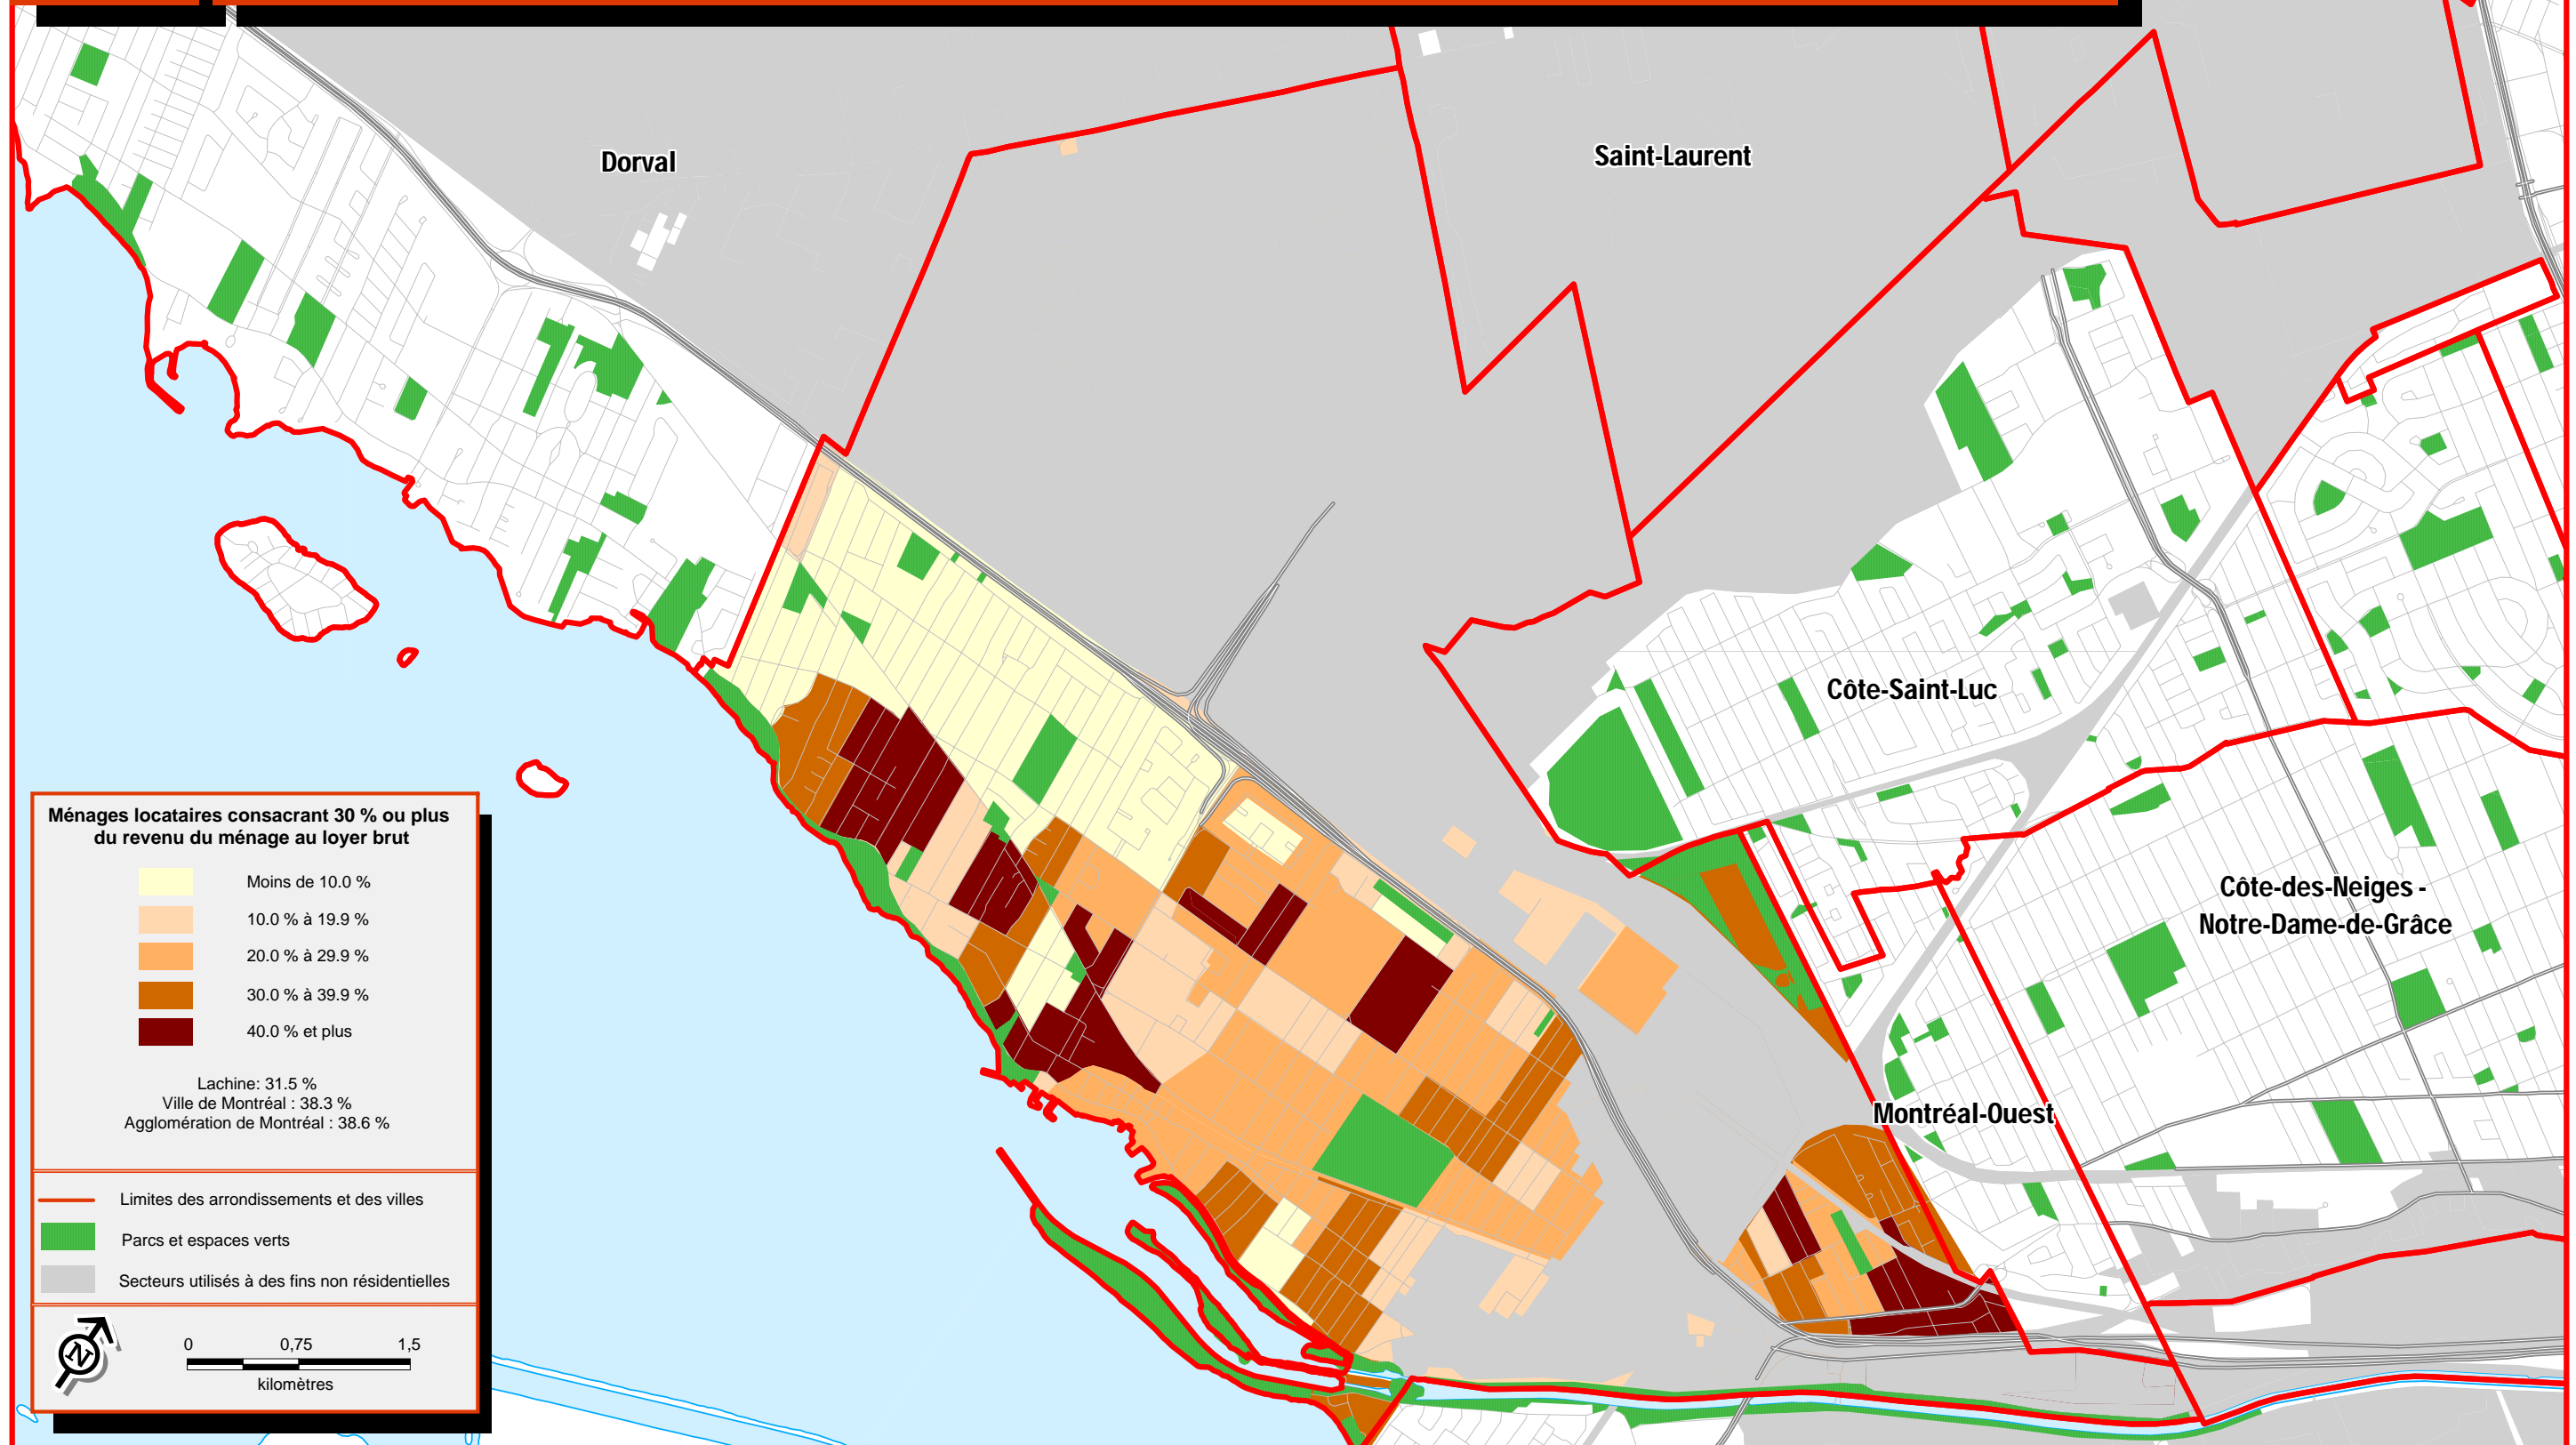 Dorval
Saint-Laurent
Côte-Saint-Luc
Côte-des-Neiges -
Notre-Dame-de-Grâce
Montréal-Ouest
Ménages locataires consacrant 30 % ou plus
du revenu du ménage au loyer brut
Moins de 10.0 %
10.0 % à 19.9 %
20.0 % à 29.9 %
30.0 % à 39.9 %
40.0 % et plus
Lachine: 31.5 %
Ville de Montréal : 38.3 %
Agglomération de Montréal : 38.6 %
Limites des arrondissements et des villes
Parcs et espaces verts
Secteurs utilisés à des fins non résidentielles
N
0 0,75 1,5
kilomètres